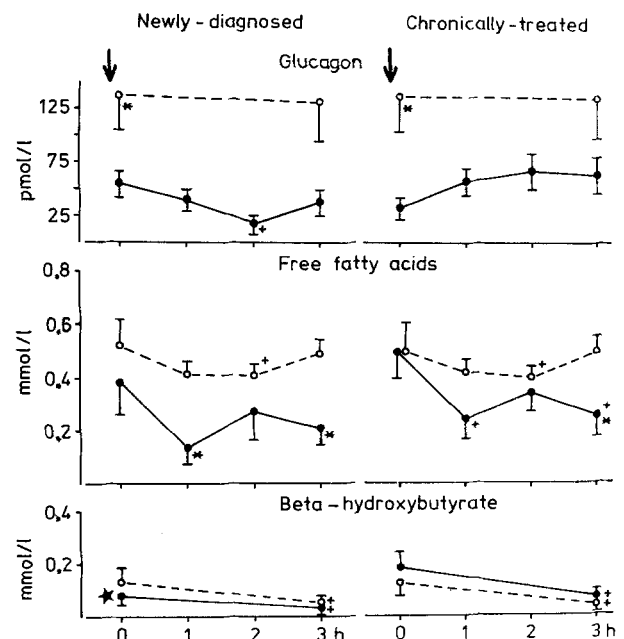 Newly-diagnosed
Chronically-treated
Glucagon
pmol/l
125
75
25
*
+
*
Free fatty acids
mmol/l
0,8
0,6
0,4
0,2
+
*
*
+
+
+
*
Beta-hydroxybutyrate
mmol/l
0,4
0,2
+
+
+
+
0 1 2 3 h
0 1 2 3 h